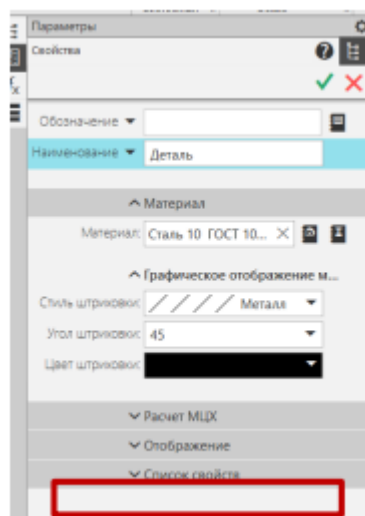 Параметры
Свойства
Обозначение
Наименование Деталь
Материал
Материал: Сталь 10 ГОСТ 10...
Графическое отображение м...
Стиль штриховки: Металл
Угол штриховки: 45
Цвет штриховки:
Расчет МЦХ
Отображение
Список свойств